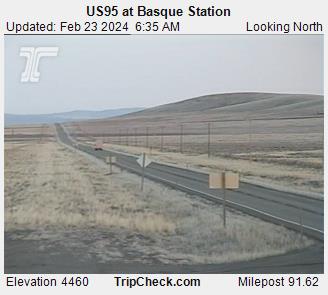 US95 at Basque Station
Updated: Feb 23 2024 6:35 AM Looking North
Elevation 4460 TripCheck.com Milepost 91.62